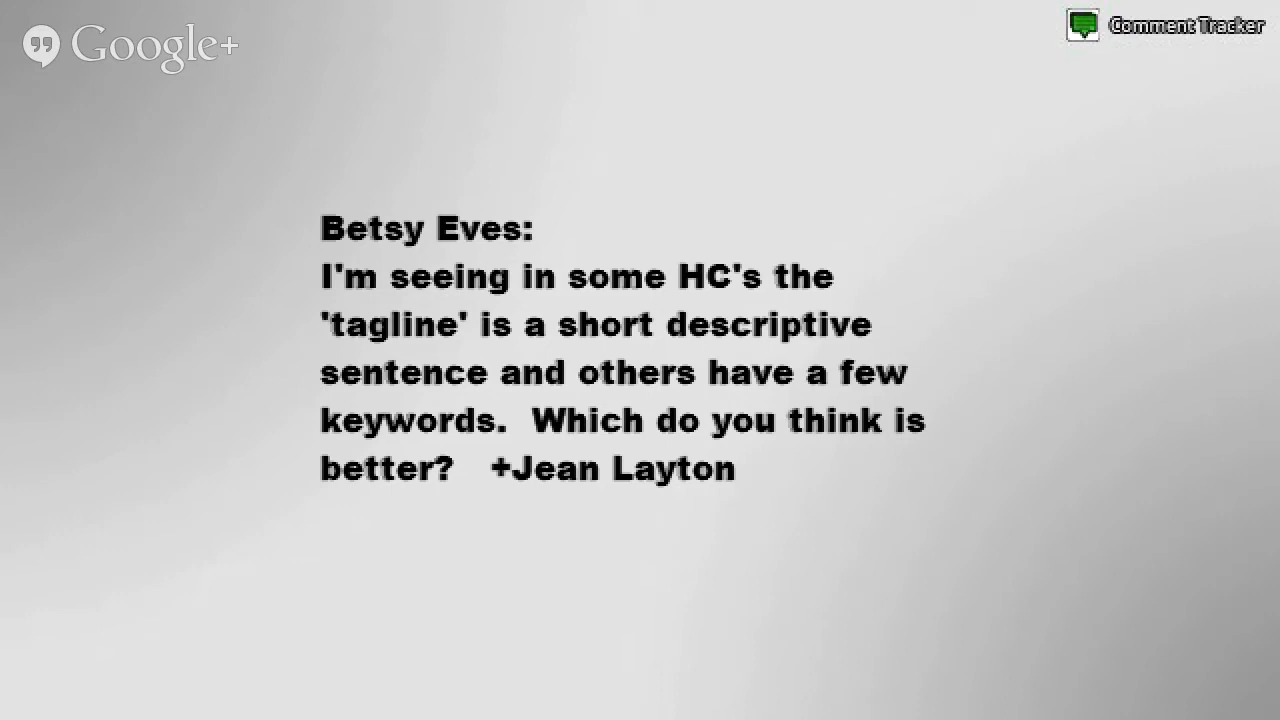 Google+
Comment Tracker
Betsy Eves:
I'm seeing in some HC's the
'tagline' is a short descriptive
sentence and others have a few
keywords.  Which do you think is
better?   +Jean Layton